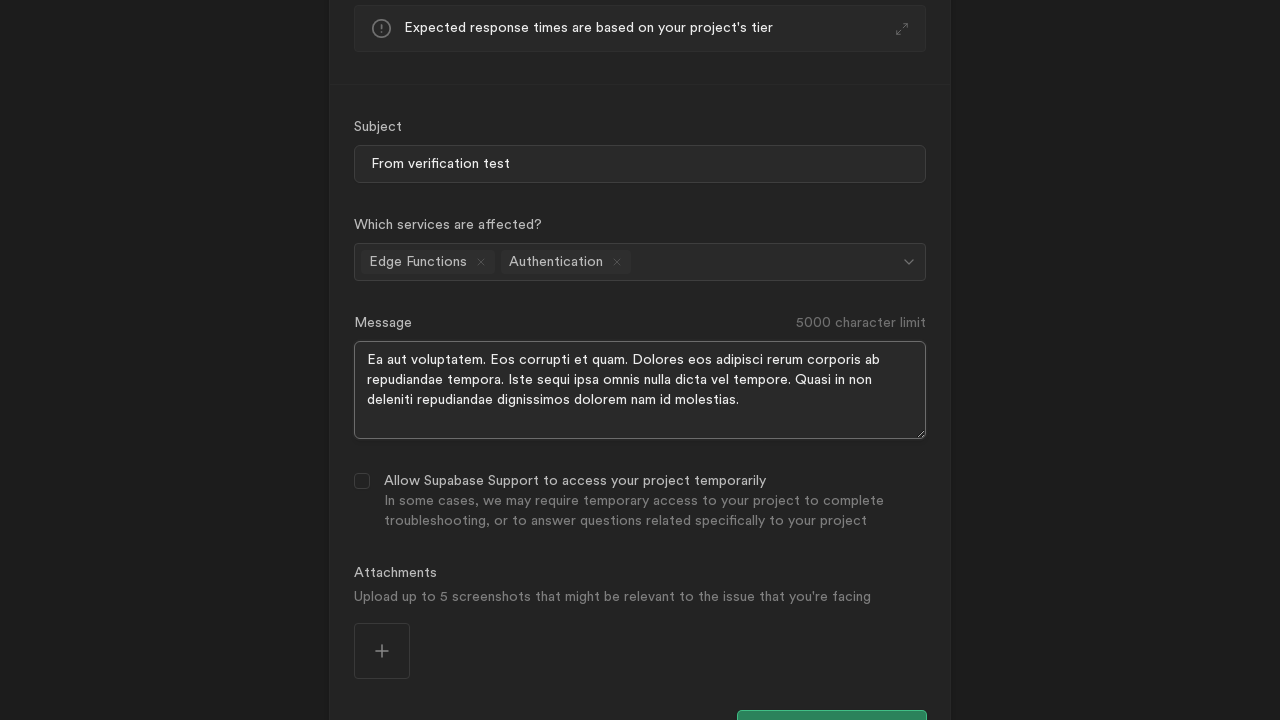 Expected response times are based on your project's tier
Subject
From verification test
Which services are affected?
Edge Functions
Authentication
Message
5000 character limit
Ea aut voluptatem. Eos corrupti et quam. Dolores eos adipisci rerum corporis ab
repudiandae tempora. Iste sequi ipsa omnis nulla dicta vel tempore. Quasi in non
deleniti repudiandae dignissimos dolorem nam id molestias.
Allow Supabase Support to access your project temporarily
In some cases, we may require temporary access to your project to complete
troubleshooting, or to answer questions related specifically to your project
Attachments
Upload up to 5 screenshots that might be relevant to the issue that you're facing